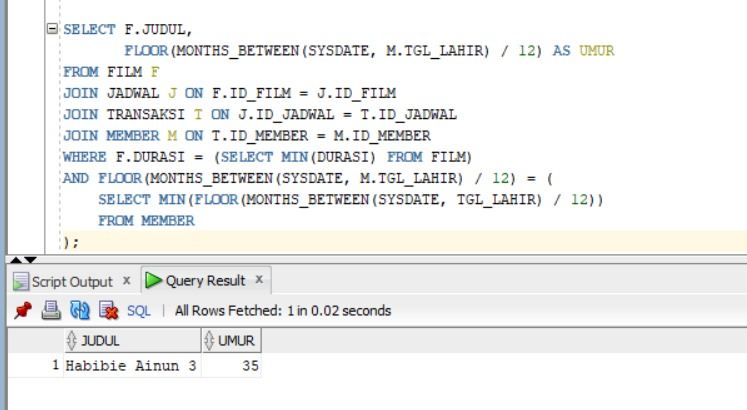 SELECT F.JUDUL,
FLOOR(MONTHS_BETWEEN(SYSDATE, M.TGL_LAHIR) / 12) AS UMUR
FROM FILM F
JOIN JADWAL J ON F.ID_FILM = J.ID_FILM
JOIN TRANSAKSI T ON J.ID_JADWAL = T.ID_JADWAL
JOIN MEMBER M ON T.ID_MEMBER = M.ID_MEMBER
WHERE F.DURASI = (SELECT MIN(DURASI) FROM FILM)
AND FLOOR(MONTHS_BETWEEN(SYSDATE, M.TGL_LAHIR) / 12) = (
SELECT MIN(FLOOR(MONTHS_BETWEEN(SYSDATE, TGL_LAHIR) / 12))
FROM MEMBER
);
Script Output x Query Result x
SQL | All Rows Fetched: 1 in 0.02 seconds
JUDUL UMUR
1 Habibie Ainun 3 35